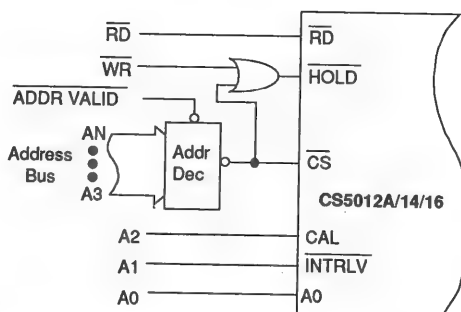 RD
RD
WR
HOLD
ADDR VALID
AN
Address
Bus
A3
Addr
Dec
CS
CS5012A/14/16
A2
CAL
A1
INTRLV
A0
A0